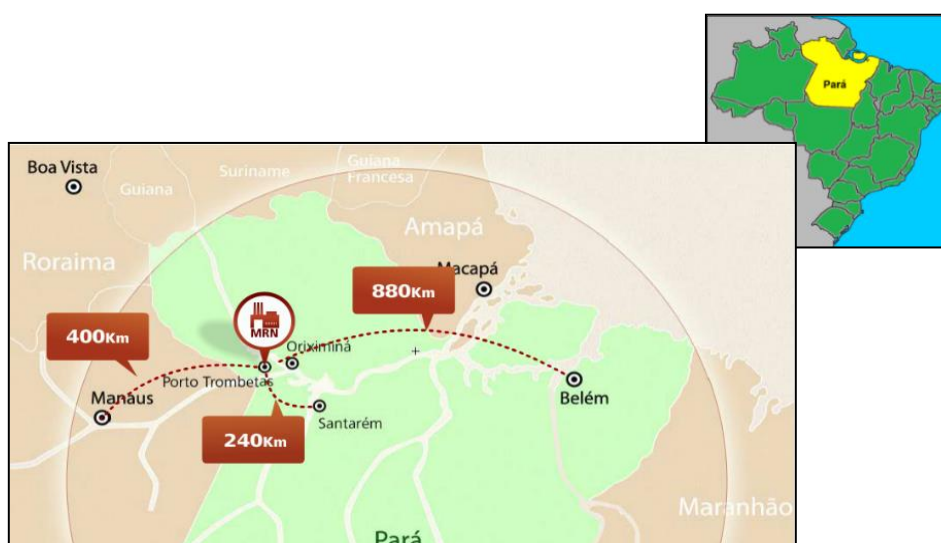 Pará
Boa Vista
Guiana
Suriname
Guiana
Francesa
Amapá
Roraima
Macapá
880Km
MRN
400Km
Oriximiná
Porto Trombetas
Manaus
Belém
240Km
Santarém
Maranhão
Pará